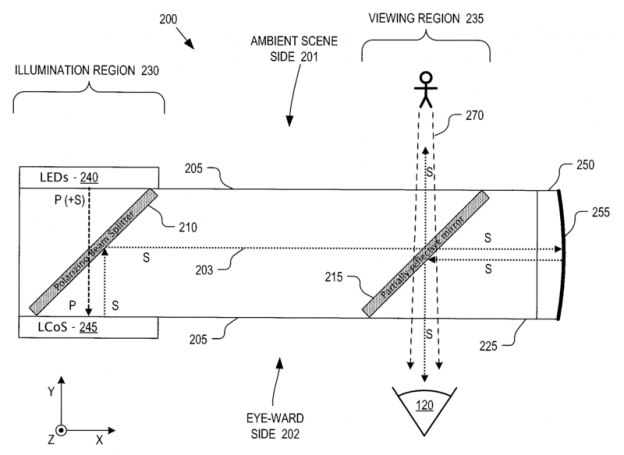 200
VIEWING REGION 235
AMBIENT SCENE
SIDE 201
ILLUMINATION REGION 230
270
LEDs - 240
205
S
250
P (+S)
210
255
Polarizing Beam Splitter
S
S
203
S
215
Partially reflective mirror
P
S
S
LCoS - 245
205
225
Y
120
Z
X
EYE-WARD
SIDE 202